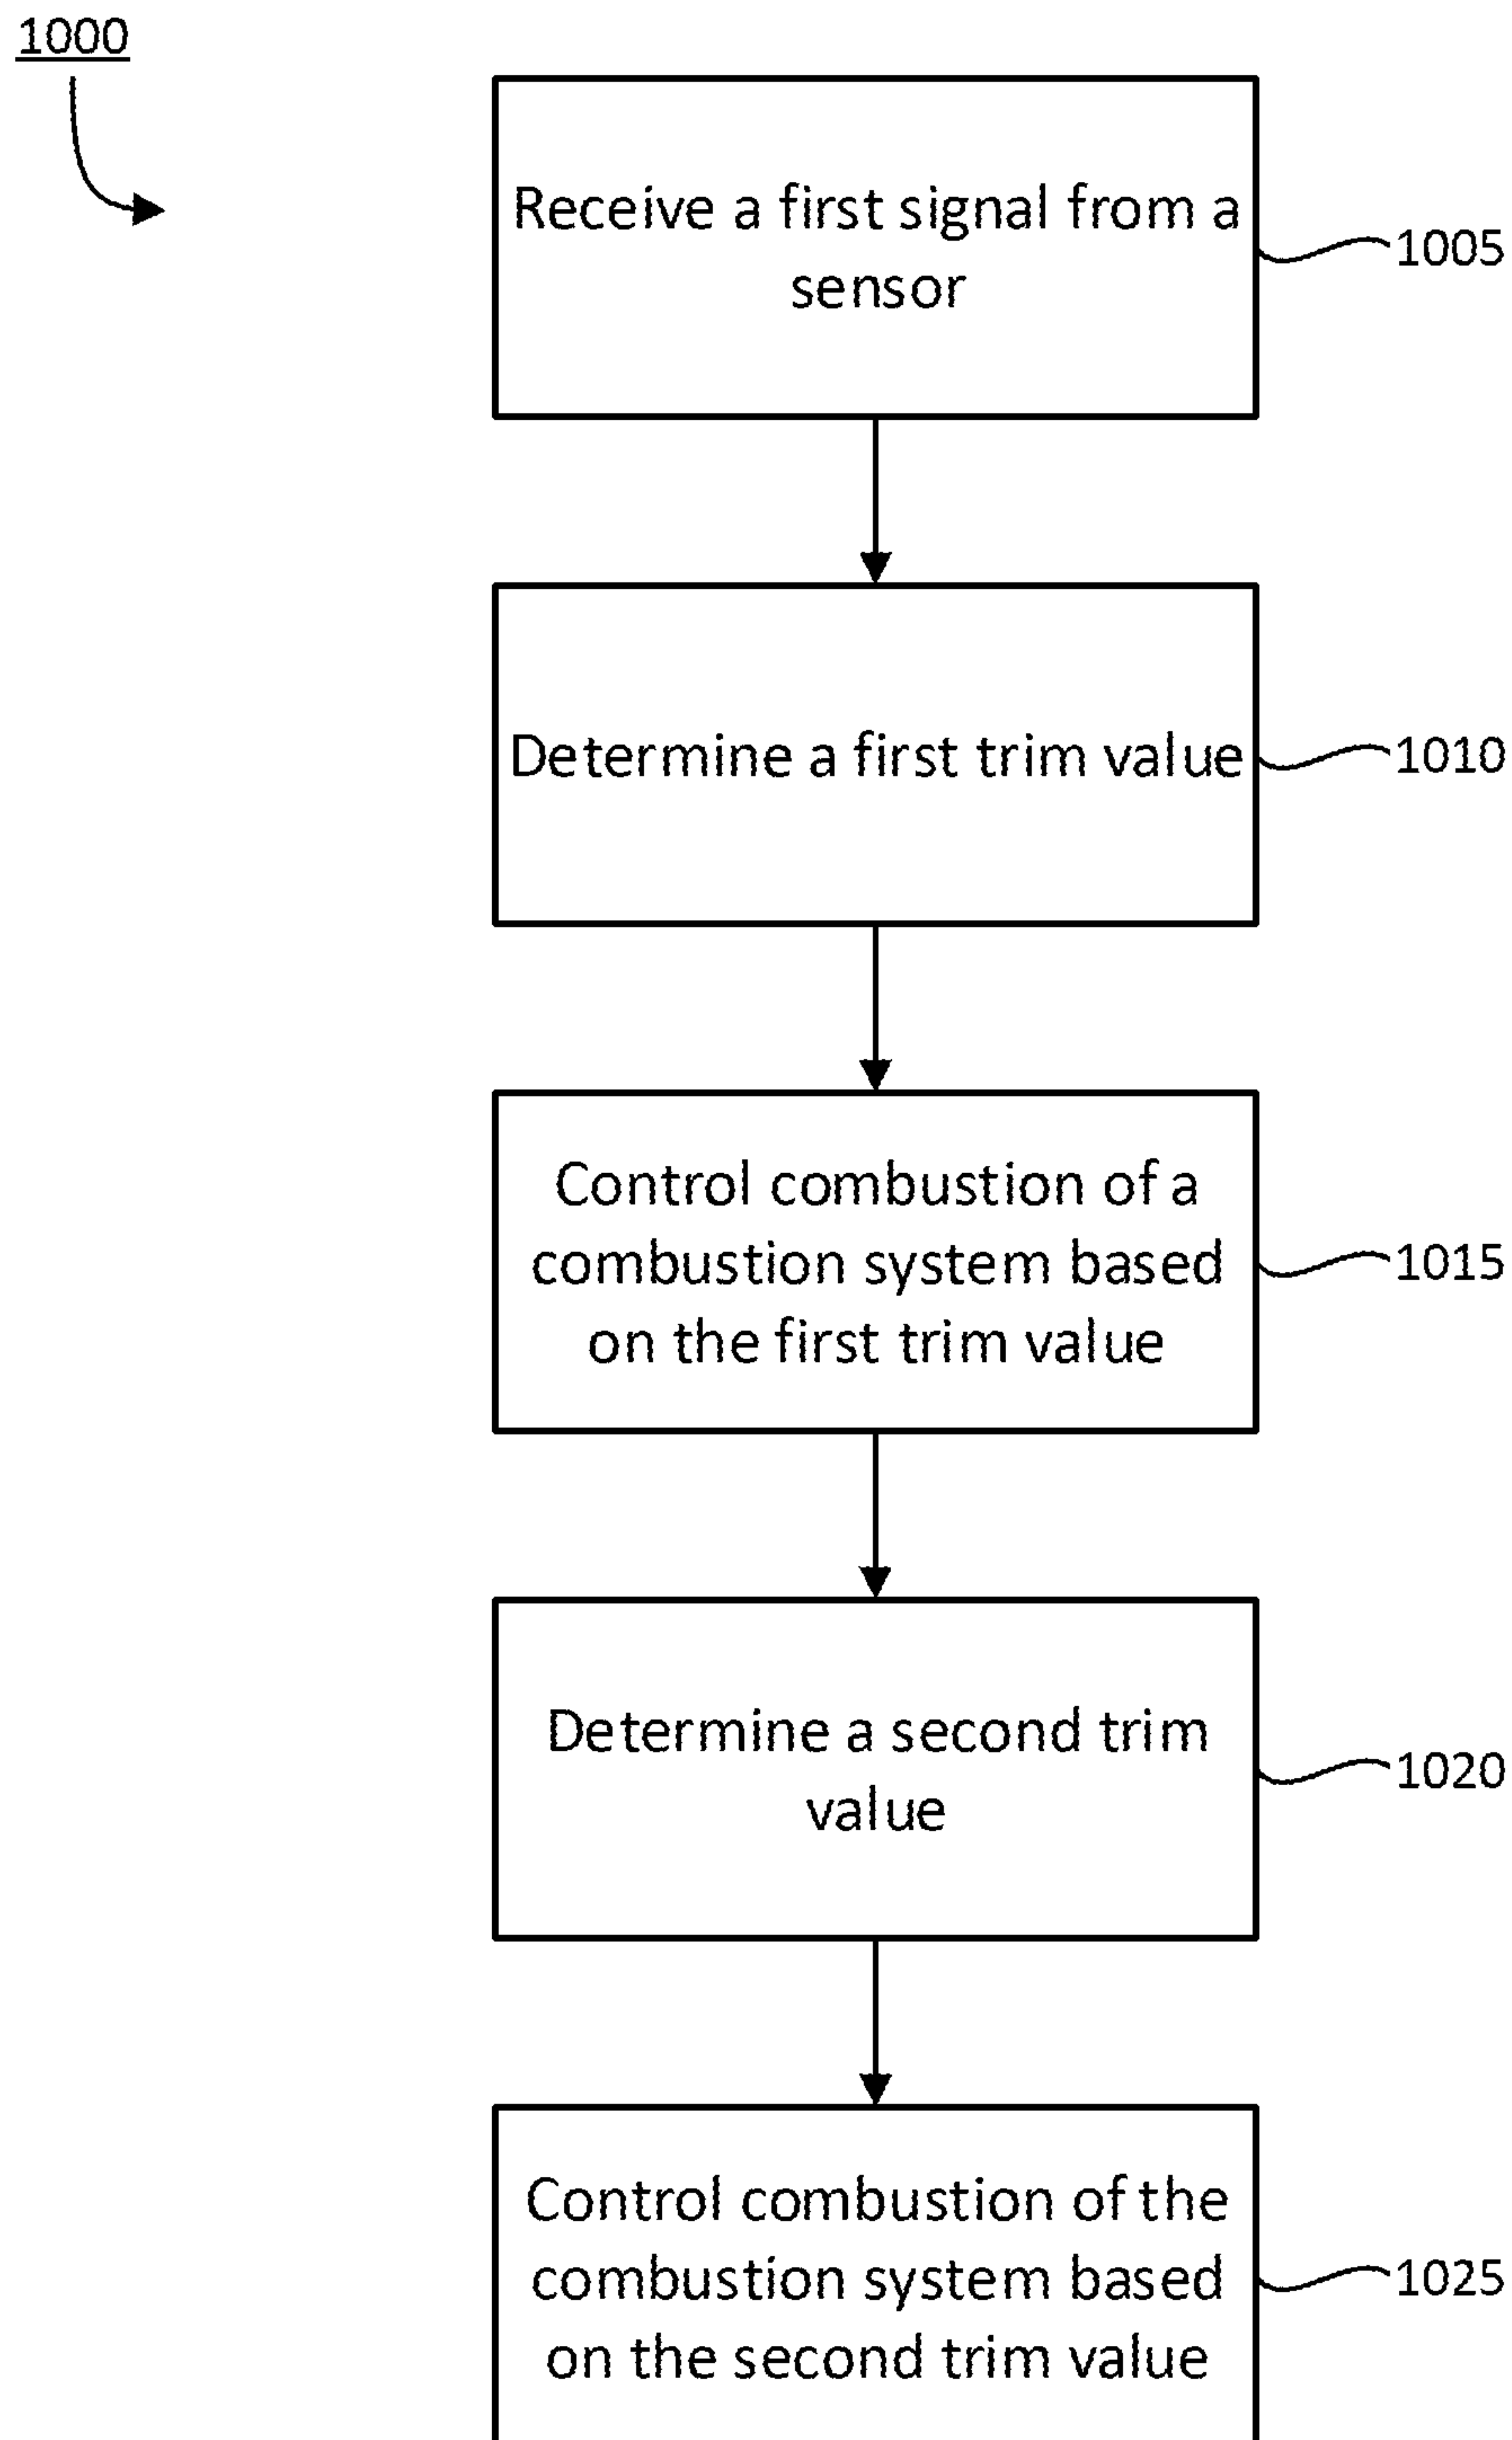 1000
Receive a first signal from a
sensor
1005
Determine a first trim value
1010
Control combustion of a
combustion system based
on the first trim value
1015
Determine a second trim
value
1020
Control combustion of the
combustion system based
on the second trim value
1025